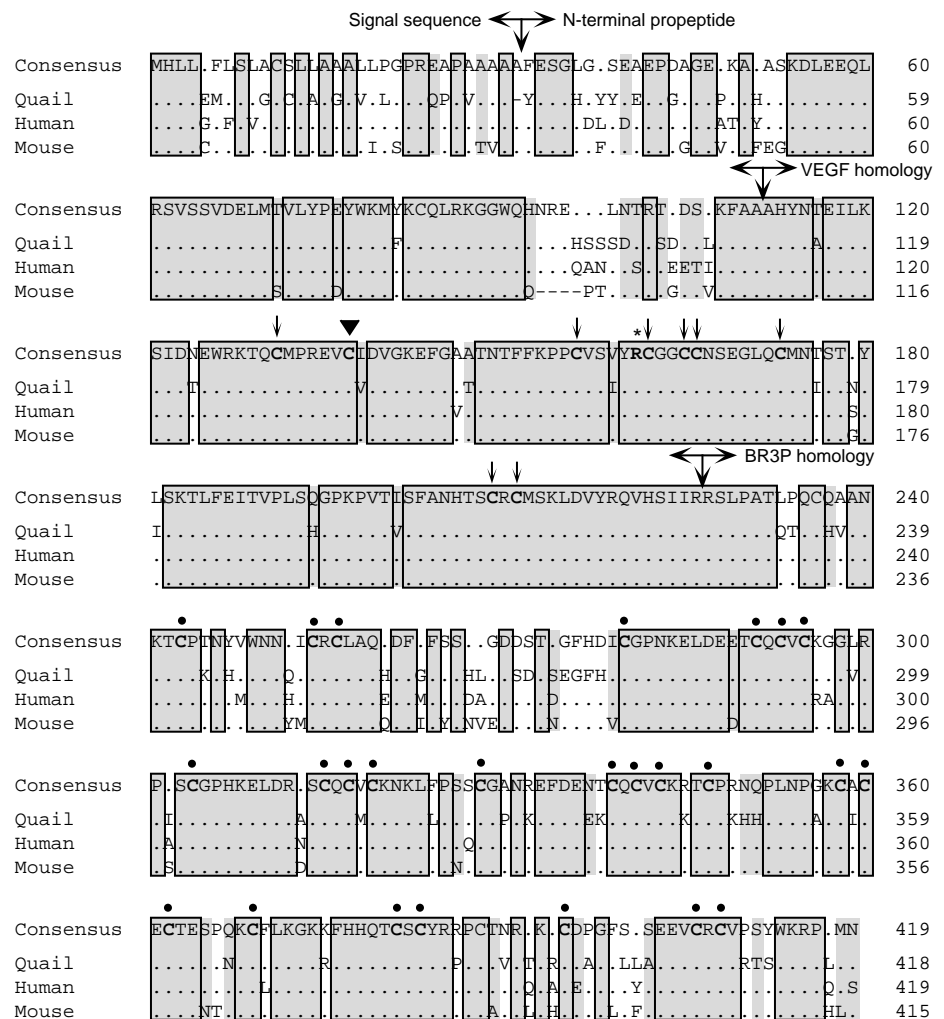 Signal sequence N-terminal propeptide
Consensus MHLL.FLSLACSLLAAALLPGPREAPAAAAAFESGLG.SEAEPDAGE.KA.ASKDLEEQL 60
Quail ....EM...G.C.A.G.V.L...QP.V...-Y...H.YY.E..G...P..H......... 59
Human ....G.F.V...........................DL.D.......AT.Y......... 60
Mouse ....C.............I.S......TV........F......G..V..FEG....... 60
VEGF homology
Consensus RSVSSVDELMTVLYPEYWKMYKCQLRKGGWQHNRE...LNTRT.DS.KFAAAHYNTEILK 120
Quail ....................F..............HSSSD..SD..L........A.... 119
Human ...................................QAN..S..EETI............. 120
Mouse ..........S....D...............Q----PT.....G..V............. 116
*
Consensus SIDNEWRKTQCMPREVCIDVGKEFGAATNTFFKPPCVSVYRCGGCCNSEGLQCMNTST.Y 180
Quail ...T.............V........T...........I................I..N. 179
Human .........................V................................S. 180
Mouse ..........................................................G. 176
BR3P homology
Consensus LSKTLFEITVPLSQGPKPVTISFANHTSCRCMSKLDVYRQVHSIIRRSLPATLPQCQAAN 240
Quail I............H......V...............................QT..HV.. 239
Human ............................................................ 240
Mouse ............................................................ 236
Consensus KTCPTNYVWNN.ICRCLAQ.DF.FSS..GDDST.GFHDICGPNKELDEETCQCVCKGGLR 300
Quail ....K.H....Q.......H..G...HL..SD.SEGFH....................V. 299
Human .......M...H.......E..M...DA.....D.....................RA... 300
Mouse ...........YM......Q..I.Y.NVE....N....V.........D........... 296
Consensus P.SCGPHKELDR.SCQCVCKNKLFPSSCGANREFDENTCQCVCKRTCPRNQPLNPGKCAC 360
Quail .I..........A....M.....L.....P.K....EK......K...KHH....A..I. 359
Human .A..........N.............Q................................. 360
Mouse .S..........D............N.................................. 356
Consensus ECTESPQKCFLKGKKFHHQTCSCYRRPCTNR.K.CDPGFS.SEEVCRCVPSYWKRP.MN 419
Quail ......N.......K..........P...V.T.R..A..LLA.......RTS....L.. 418
Human .........L.....................Q.A.E....Y...............Q.S 419
Mouse ....NT......................A..L.H....L.F...............HL. 415